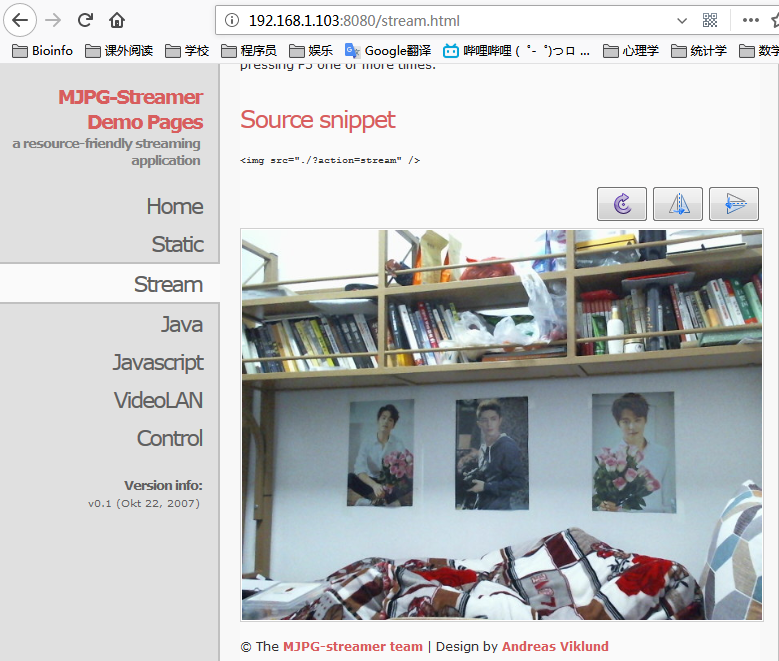 192.168.1.103:8080/stream.html
Bioinfo 课外阅读 学校 程序员 娱乐 Google翻译 哔哩哔哩 ( ゜- ゜)つロ ... 心理学 统计学 数学
pressing F5 one or more times.
MJPG-Streamer
Demo Pages
a resource-friendly streaming
application
Home
Static
Stream
Java
Javascript
VideoLAN
Control
Version info:
v0.1 (Okt 22, 2007)
Source snippet
<img src="./?action=stream" />
© The MJPG-streamer team | Design by Andreas Viklund